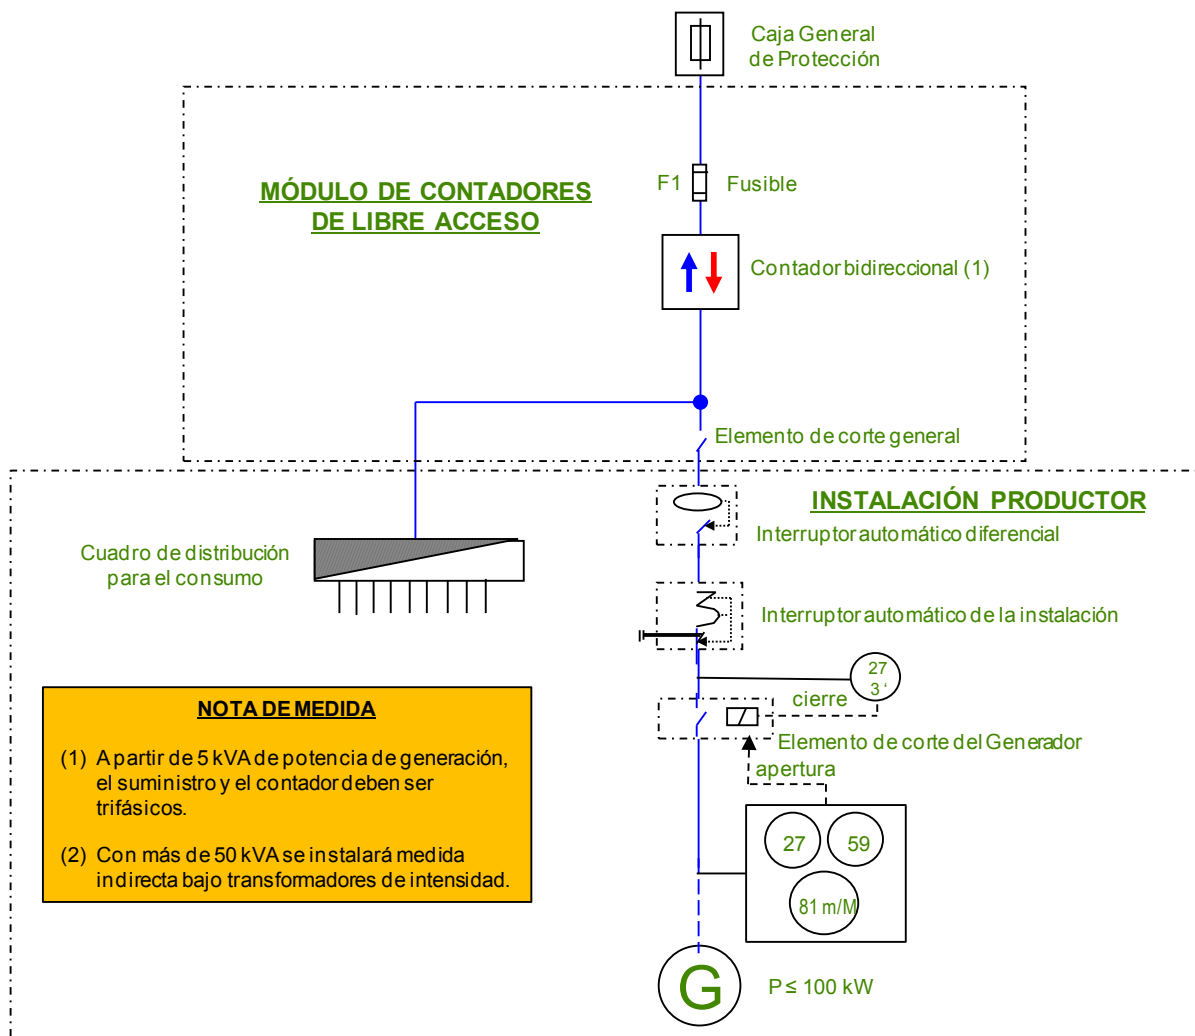 Caja General
de Protección
MÓDULO DE CONTADORES
DE LIBRE ACCESO
F1
Fusible
Contador bidireccional (1)
Elemento de corte general
INSTALACIÓN PRODUCTOR
Interruptor automático diferencial
Cuadro de distribución
para el consumo
Interruptor automático de la instalación
27
3 '
cierre
Elemento de corte del Generador
apertura
NOTA DE MEDIDA
(1) A partir de 5 kVA de potencia de generación,
el suministro y el contador deben ser
trifásicos.
(2) Con más de 50 kVA se instalará medida
indirecta bajo transformadores de intensidad.
27
59
81 m/M
G
P ≤ 100 kW